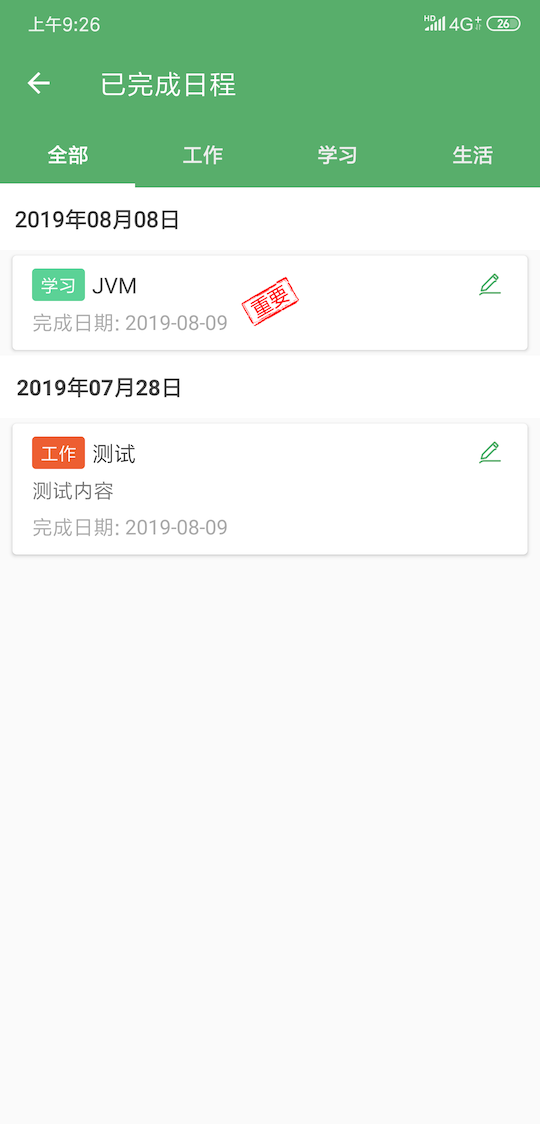 上午9:26 HD 4G+ 26
已完成日程
全部 工作 学习 生活
2019年08月08日
学习 JVM
重要
完成日期: 2019-08-09
2019年07月28日
工作 测试
测试内容
完成日期: 2019-08-09